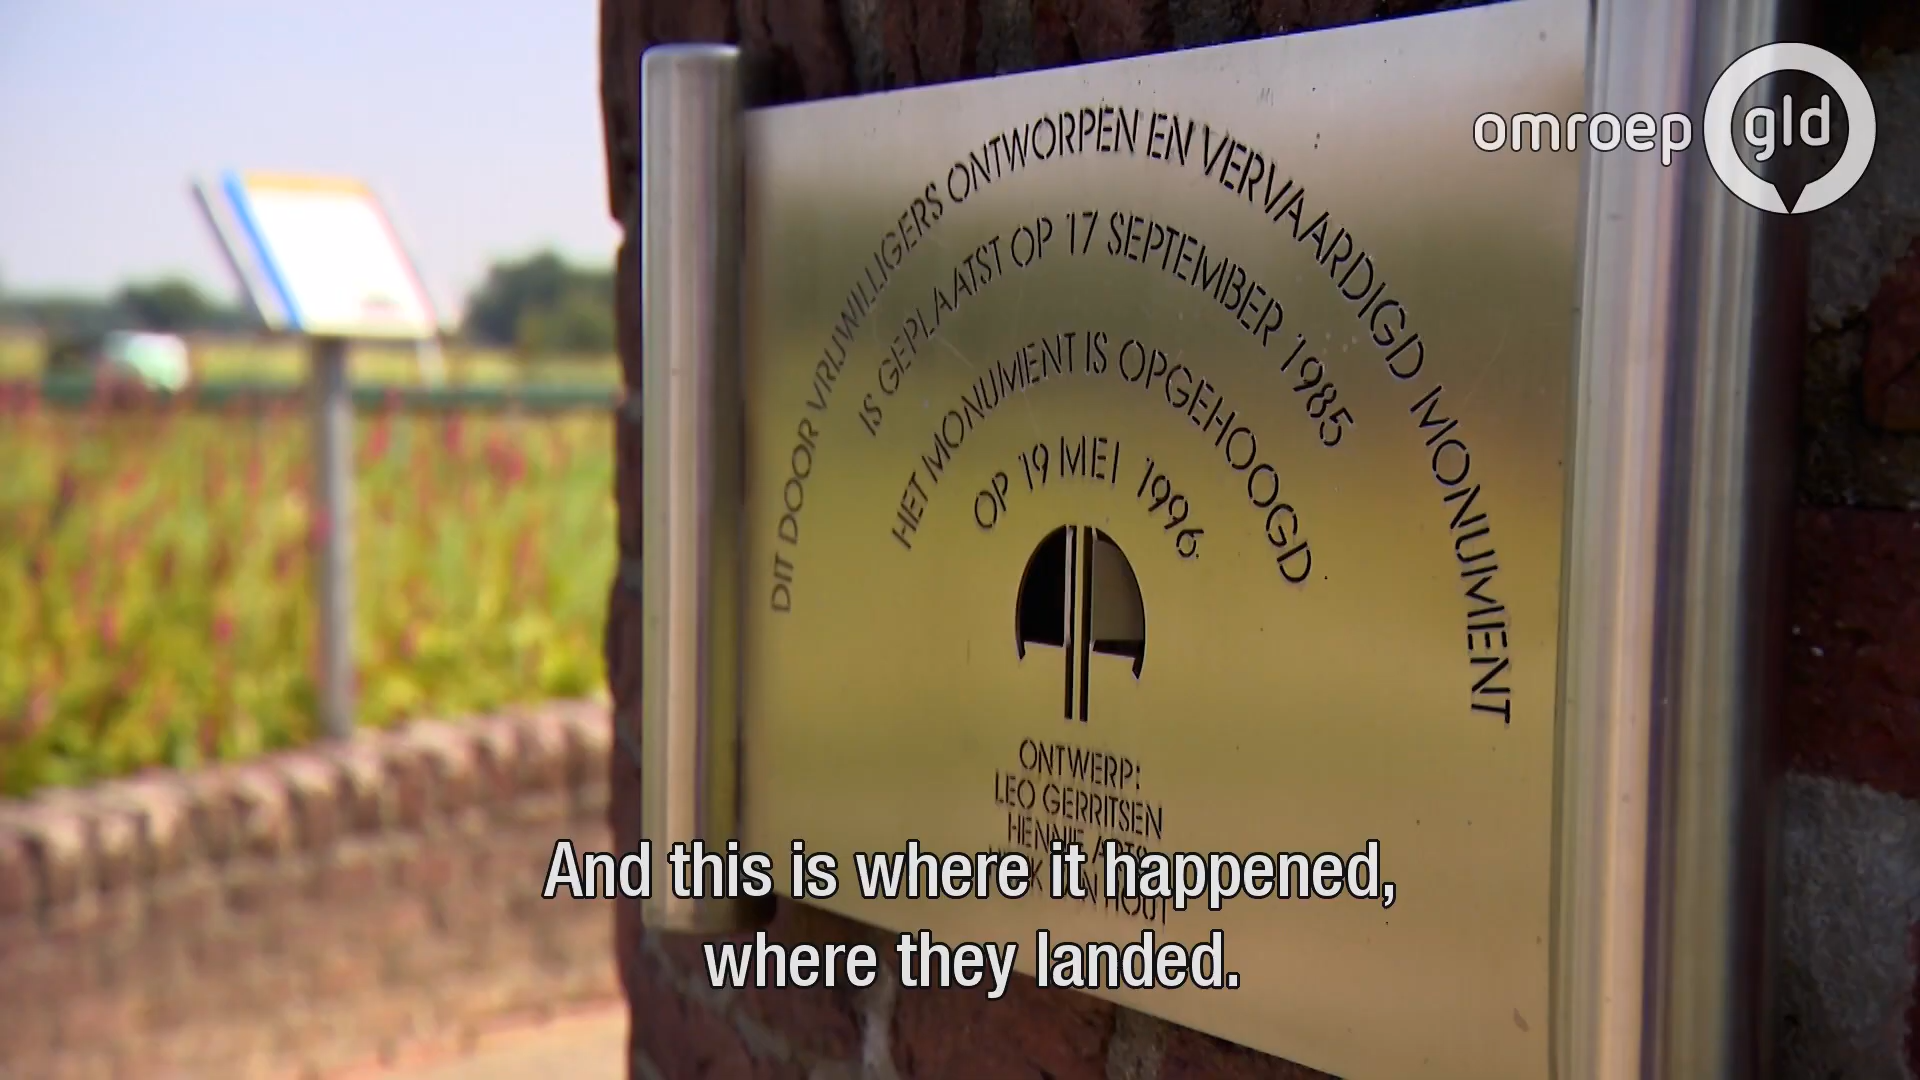 omroep gld
DIT DOOR VRIJWILLIGERS ONTWORPEN EN VERVAARDIGD MONUMENT
IS GEPLAATST OP 17 SEPTEMBER 1985
HET MONUMENT IS OPGEHOOGD
OP 19 MEI 1996
ONTWERP:
LEO GERRITSEN
HENNIE
And this is where it happened,
where they landed.